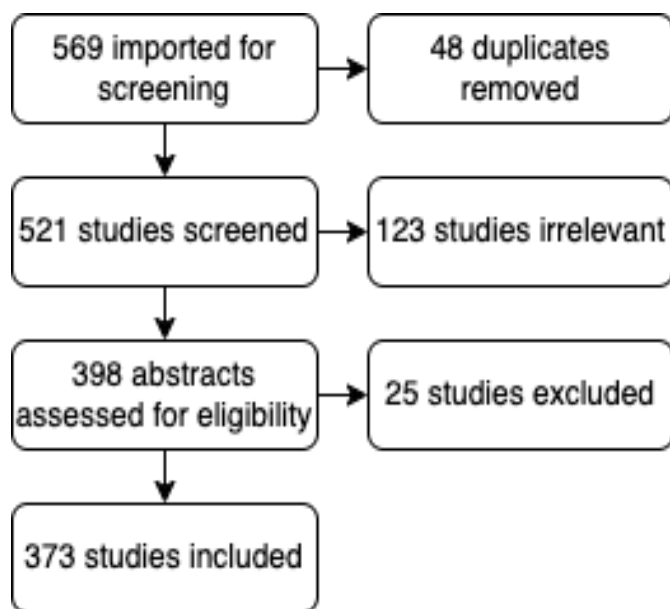 569 imported for
screening
48 duplicates
removed
521 studies screened
123 studies irrelevant
398 abstracts
assessed for eligibility
25 studies excluded
373 studies included